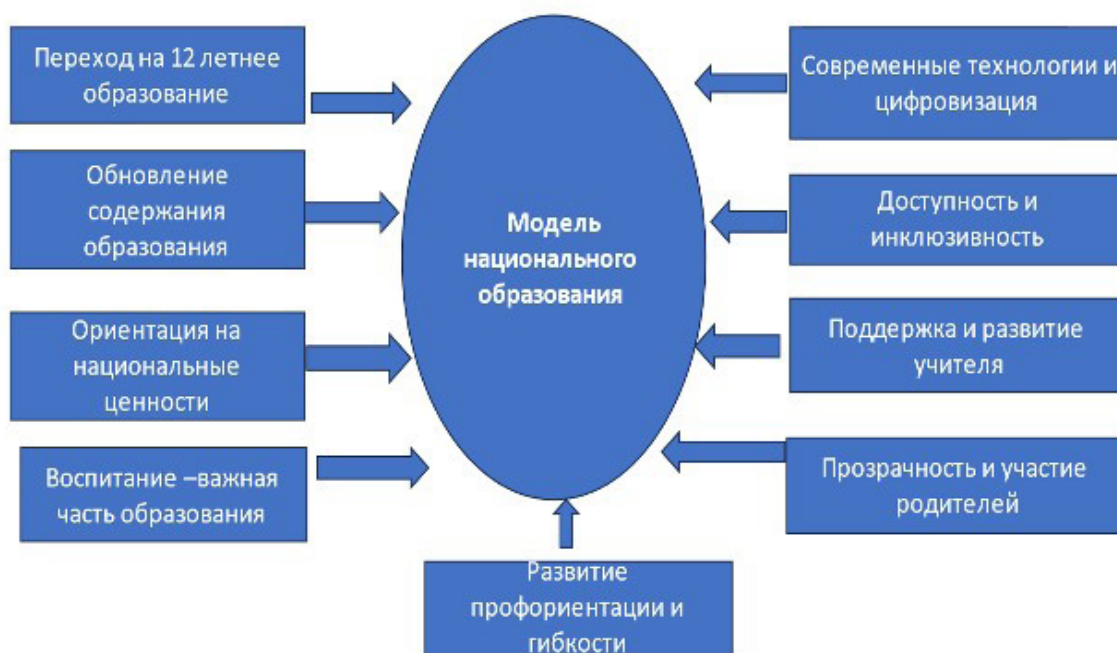 Переход на 12 летнее
образование
Обновление
содержания
образования
Ориентация на
национальные
ценности
Воспитание –важная
часть образования
Модель
национального
образования
Современные технологии и
цифровизация
Доступность и
инклюзивность
Поддержка и развитие
учителя
Прозрачность и участие
родителей
Развитие
профориентации и
гибкости